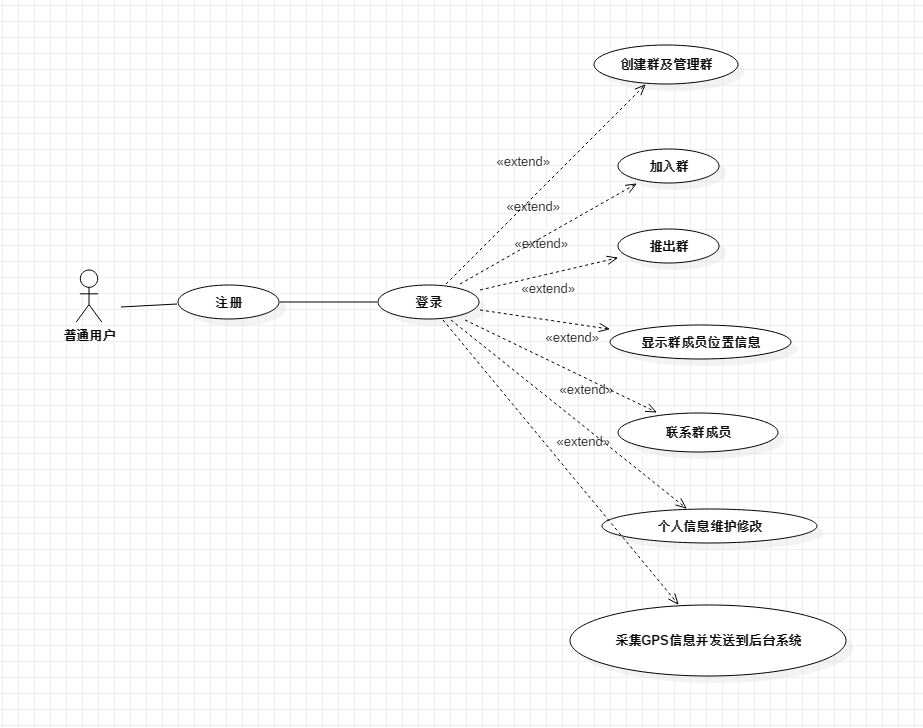 创建群及管理群
«extend»
加入群
«extend»
«extend»
推出群
«extend»
注册
登录
普通用户
«extend»
显示群成员位置信息
«extend»
联系群成员
«extend»
个人信息维护修改
采集GPS信息并发送到后台系统